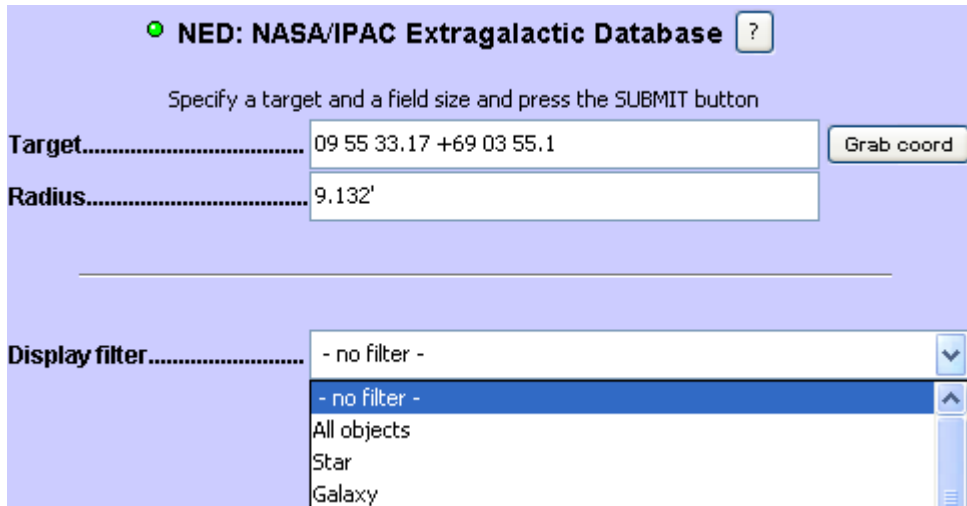 NED: NASA/IPAC Extragalactic Database ?
Specify a target and a field size and press the SUBMIT button
Target.................................. 09 55 33.17 +69 03 55.1 Grab coord
Radius.................................. 9.132'
Display filter.......................... - no filter -
- no filter -
All objects
Star
Galaxy